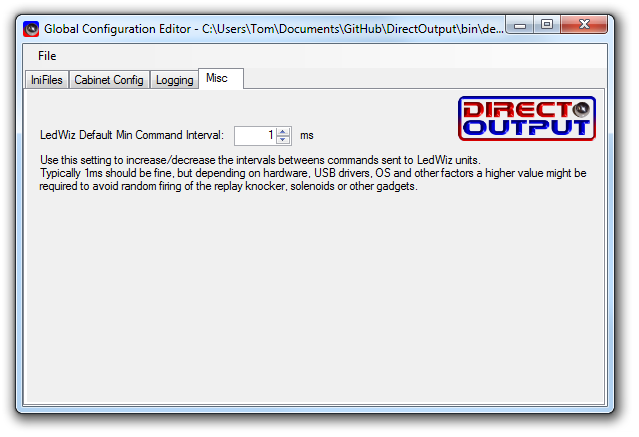 Global Configuration Editor - C:\Users\Tom\Documents\GitHub\DirectOutput\bin\de...
File
IniFiles Cabinet Config Logging Misc
DIRECT
OUTPUT
LedWiz Default Min Command Interval: 1 ms
Use this setting to increase/decrease the intervals betweens commands sent to LedWiz units.
Typically 1ms should be fine, but depending on hardware, USB drivers, OS and other factors a higher value might be
required to avoid random firing of the replay knocker, solenoids or other gadgets.